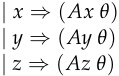 | x ⇒ (Ax θ)
| y ⇒ (Ay θ)
| z ⇒ (Az θ)